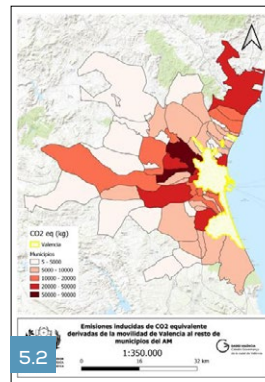 CO2 eq (kg)
Valencia
Municipios
5 - 5000
5000 - 10000
10000 - 20000
20000 - 50000
50000 - 90000
Emisiones inducidas de CO2 equivalente
derivadas de la movilidad de Valencia al resto de
municipios del AM
1:350.000
0 16 32 km
5.2